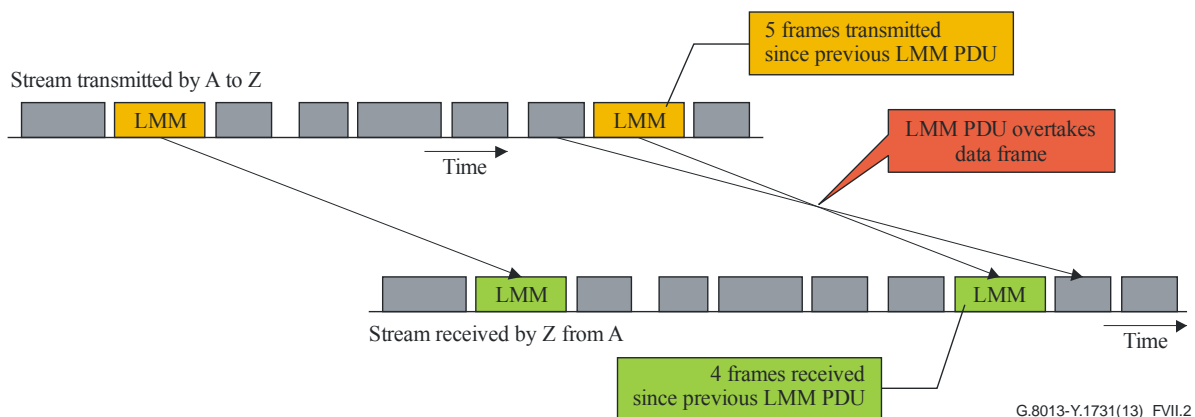 5 frames transmitted
since previous LMM PDU
Stream transmitted by A to Z
LMM
LMM
LMM PDU overtakes
data frame
Time
LMM
LMM
Stream received by Z from A
Time
4 frames received
since previous LMM PDU
G.8013-Y.1731(13)_FVII.2